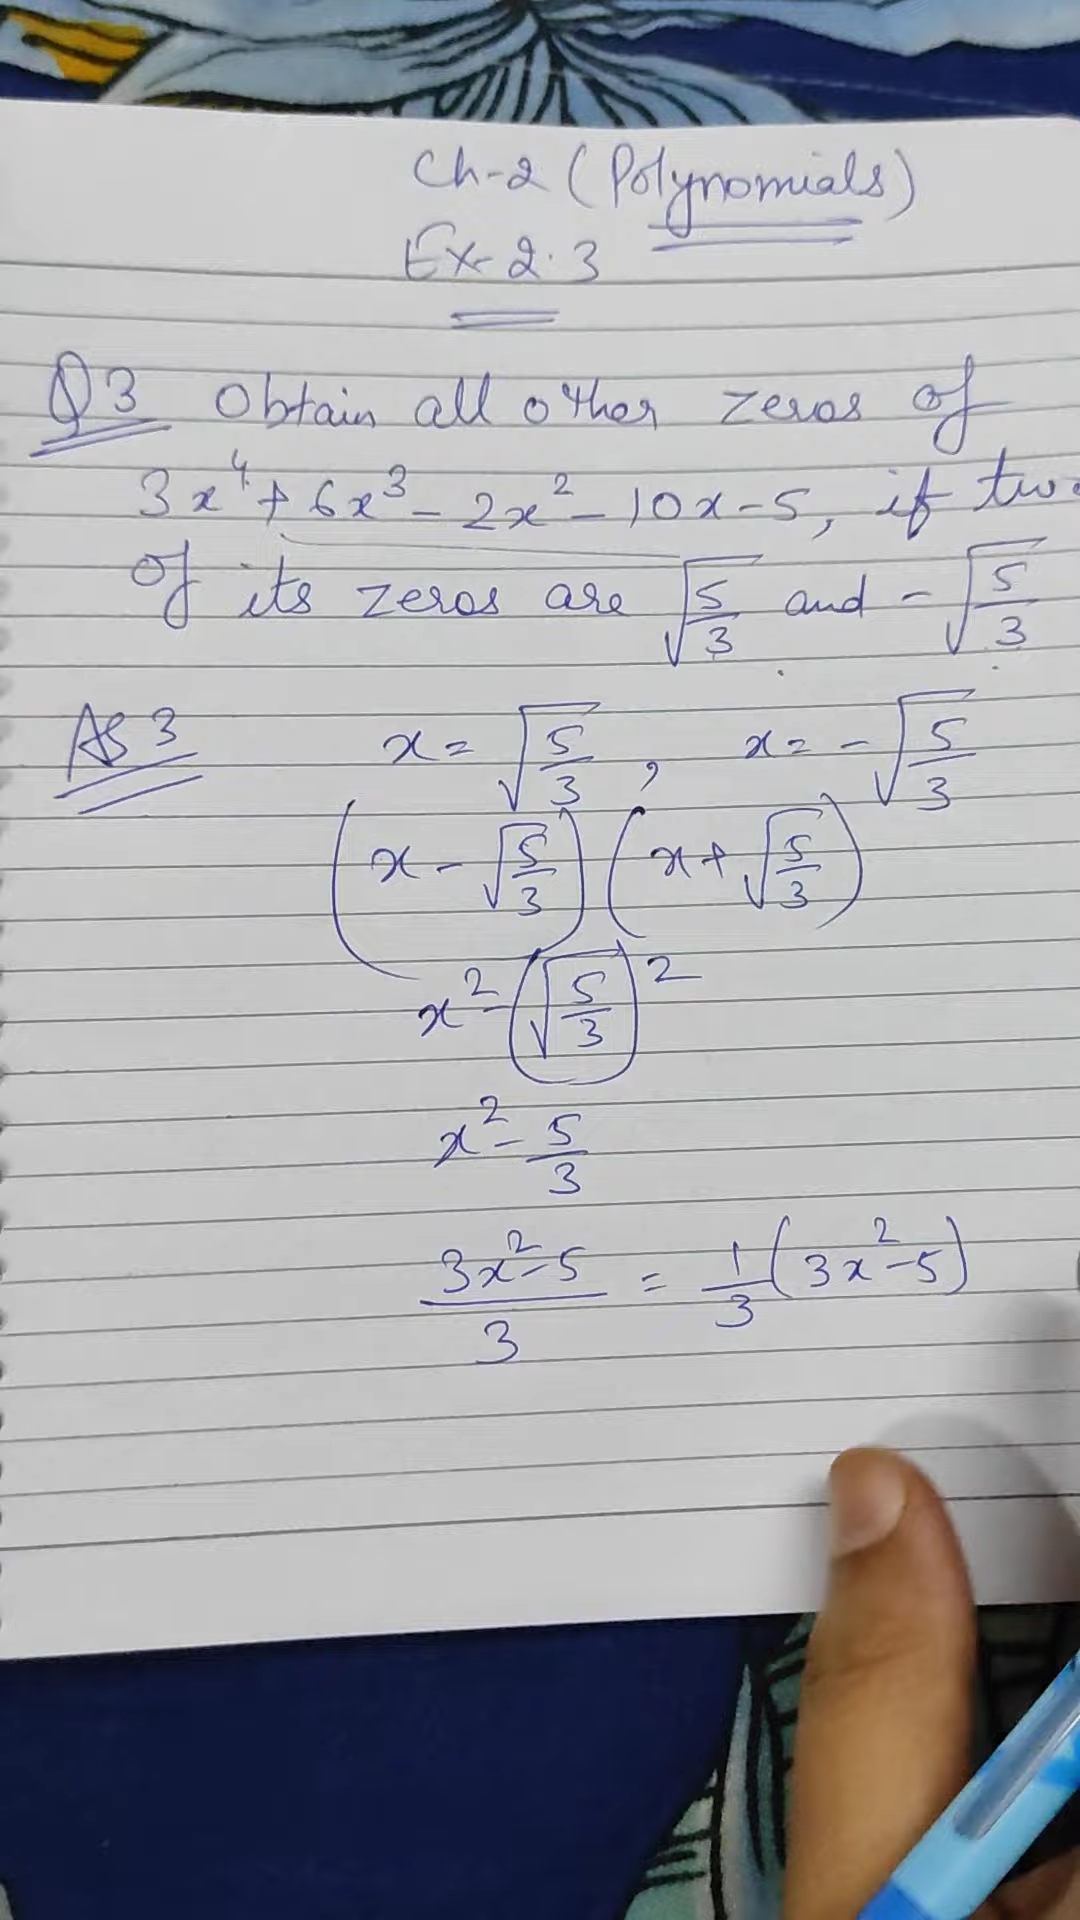 Ch-2 (Polynomials)
Ex-2.3
Q3 Obtain all other zeros of
3x⁴ + 6x³ - 2x² - 10x - 5, if two
of its zeros are √(5/3) and -√(5/3)
AS 3 x = √(5/3), x = -√(5/3)
(x - √(5/3)) (x + √(5/3))
x² - (√(5/3))²
x² - 5/3
(3x² - 5)/3 = 1/3 (3x² - 5)